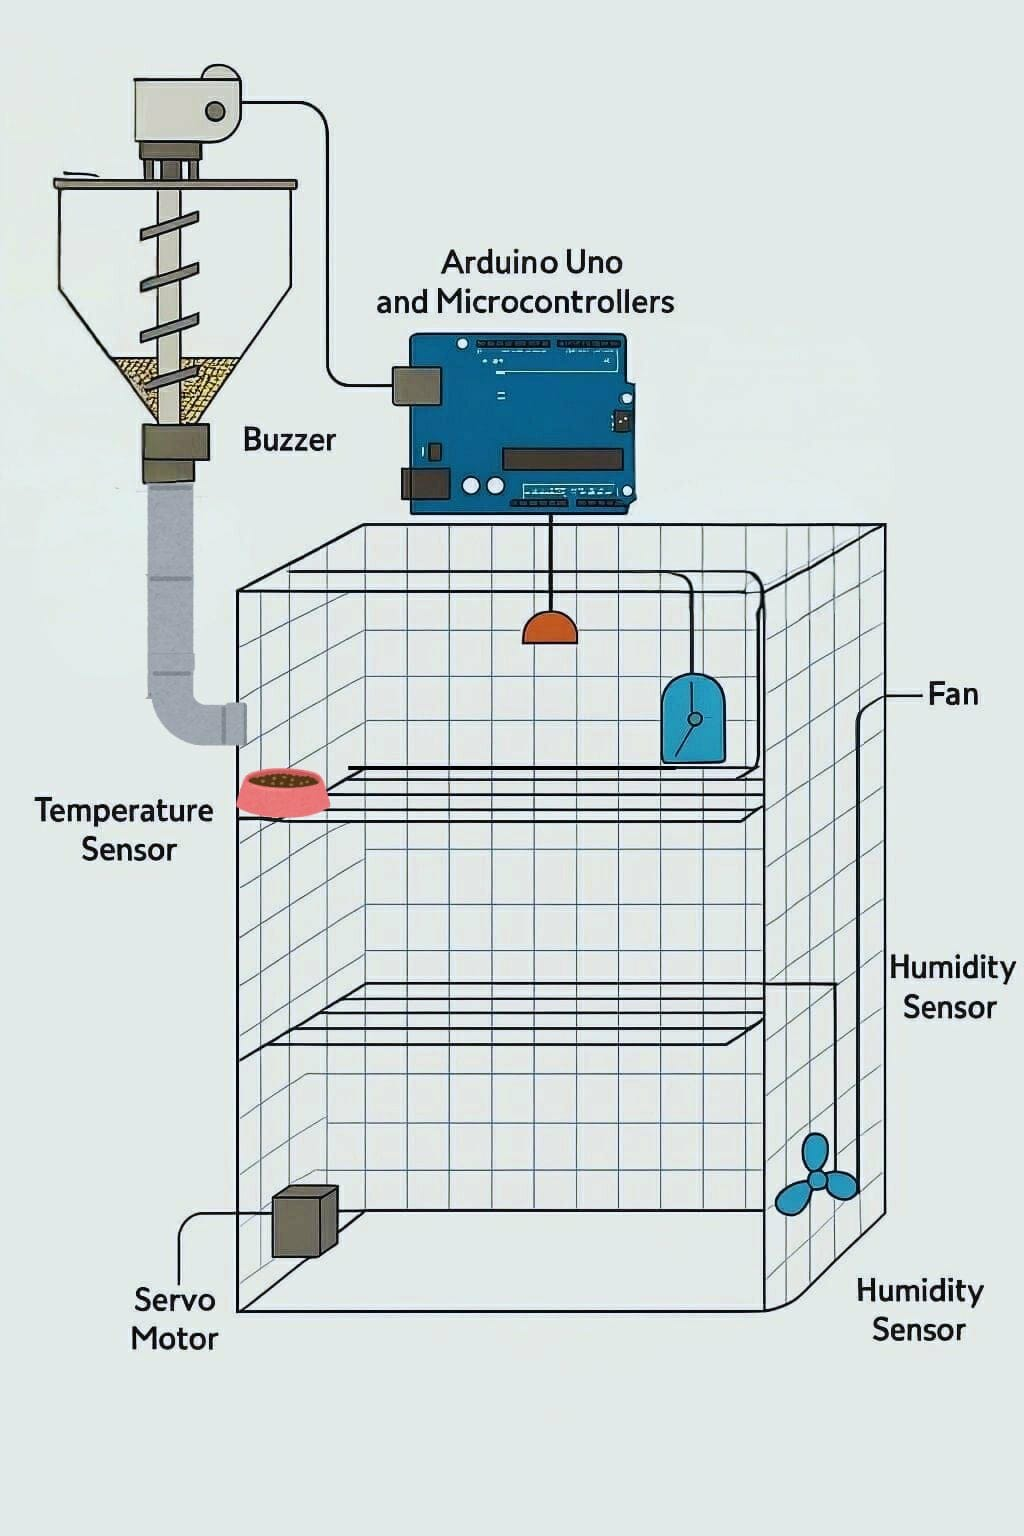 Arduino Uno
and Microcontrollers
Buzzer
Fan
Temperature
Sensor
Humidity
Sensor
Servo
Motor
Humidity
Sensor